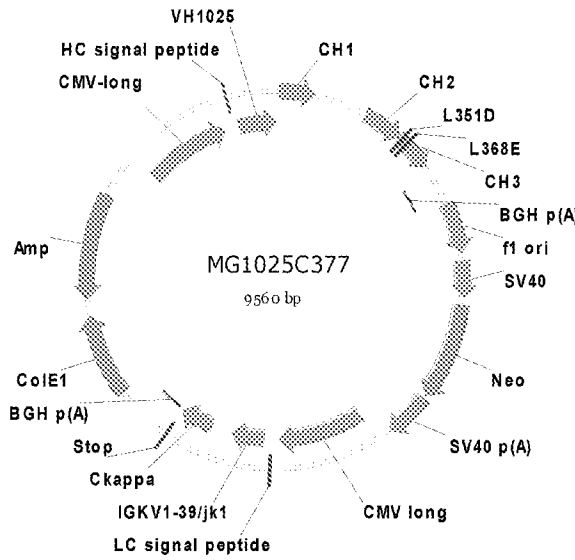 VH1025
HC signal peptide
CMV-long
CH1
CH2
L351D
L368E
CH3
BGH p(A)
f1 ori
SV40
Neo
SV40 p(A)
CMV long
LC signal peptide
IGKV1-39/jk1
Ckappa
Stop
BGH p(A)
ColE1
Amp
MG1025C377
9560 bp